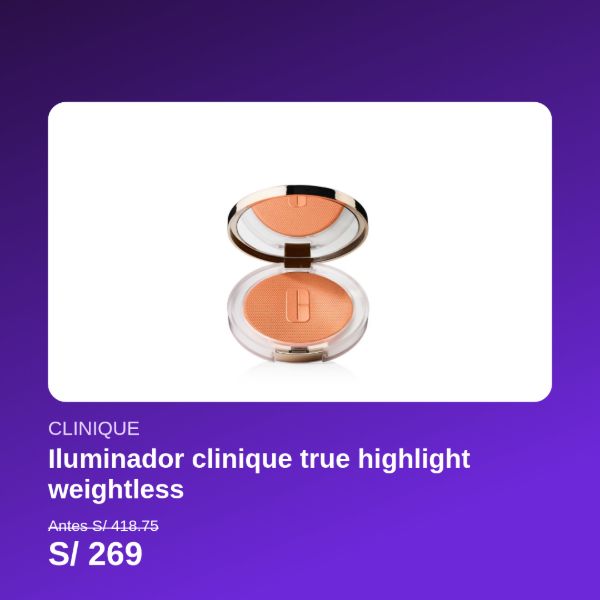 CLINIQUE
Iluminador clinique true highlight
weightless
Antes S/ 418.75
S/ 269